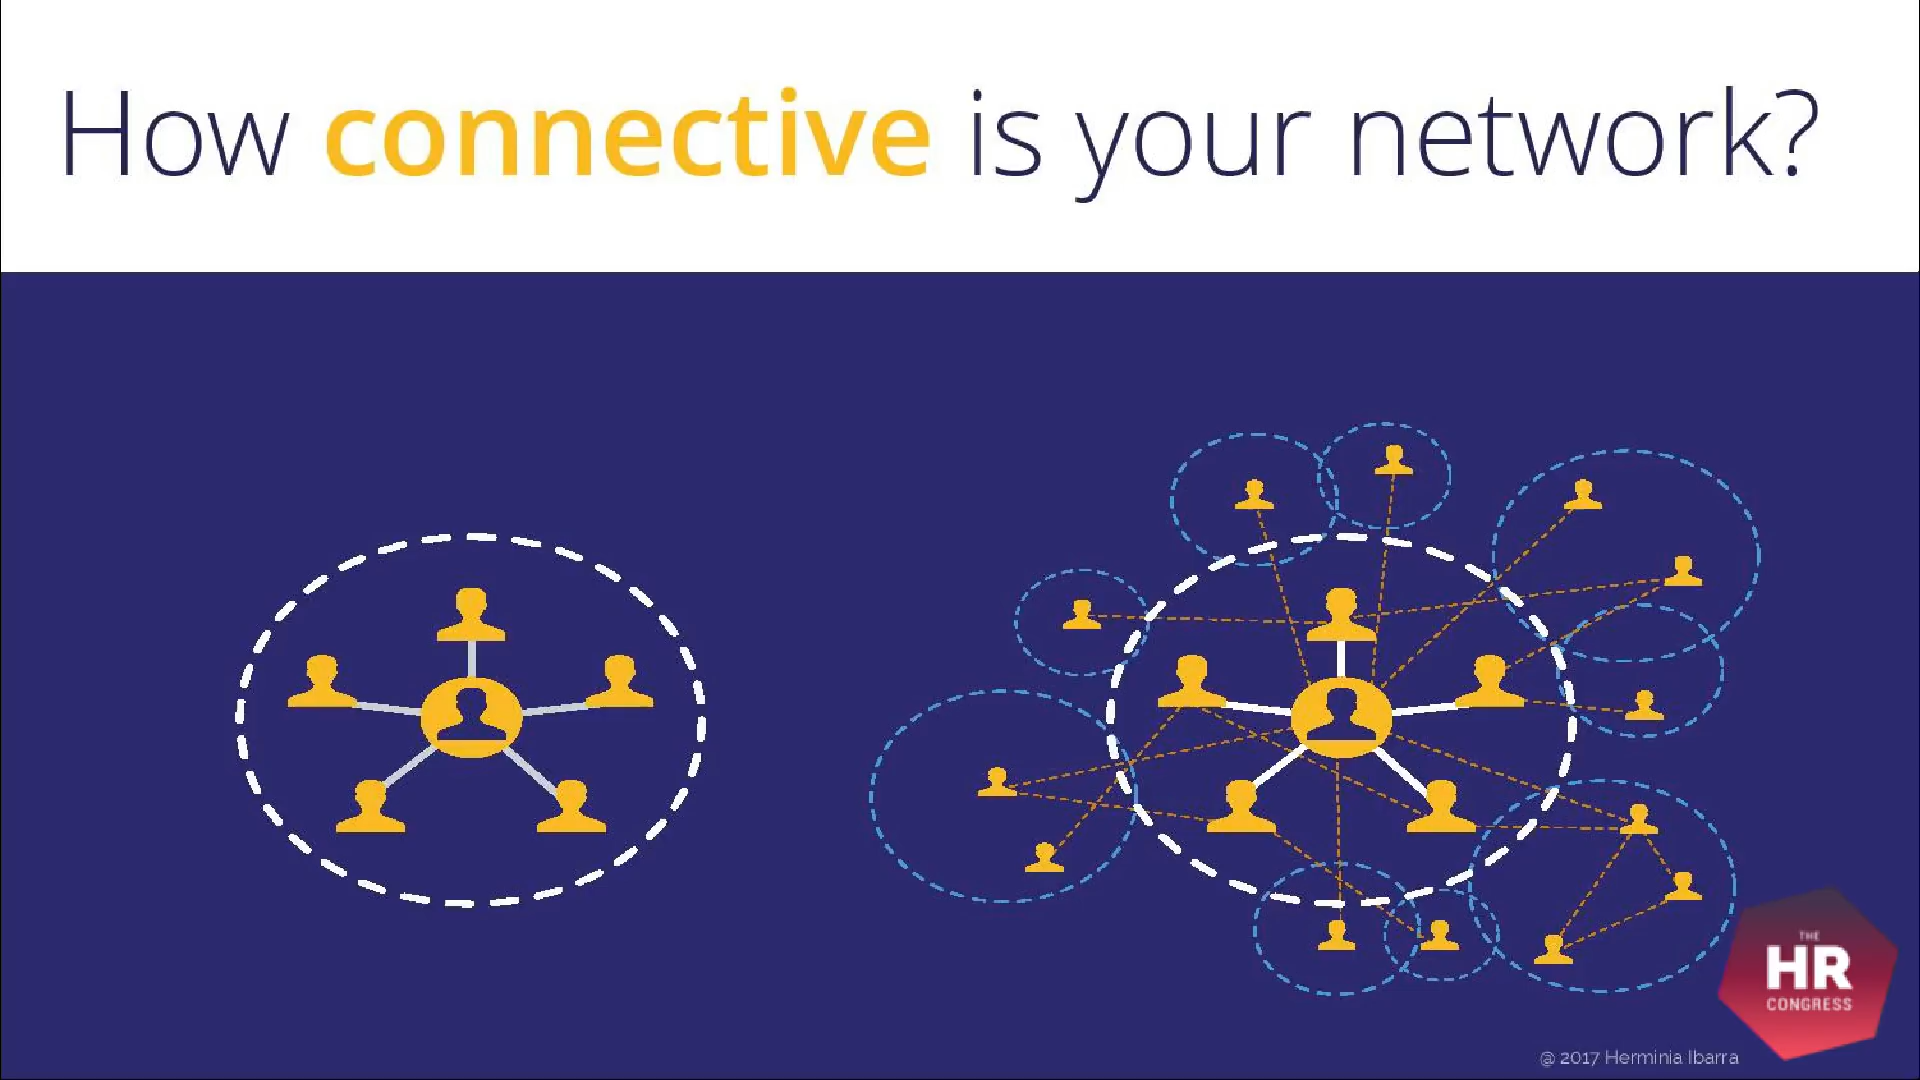 How connective is your network?
THE
HR
CONGRESS
@ 2017 Herminia Ibarra